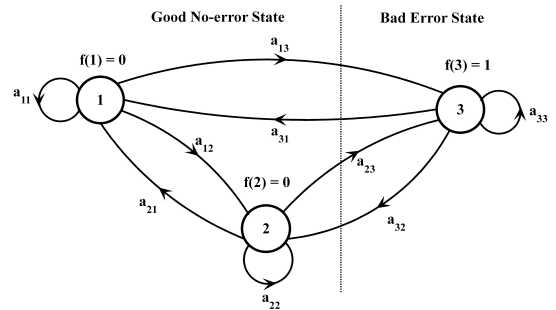 Good No-error State
Bad Error State
a13
f(1) = 0
f(3) = 1
a11
1
3
a33
a31
a12
f(2) = 0
a23
a21
2
a32
a22